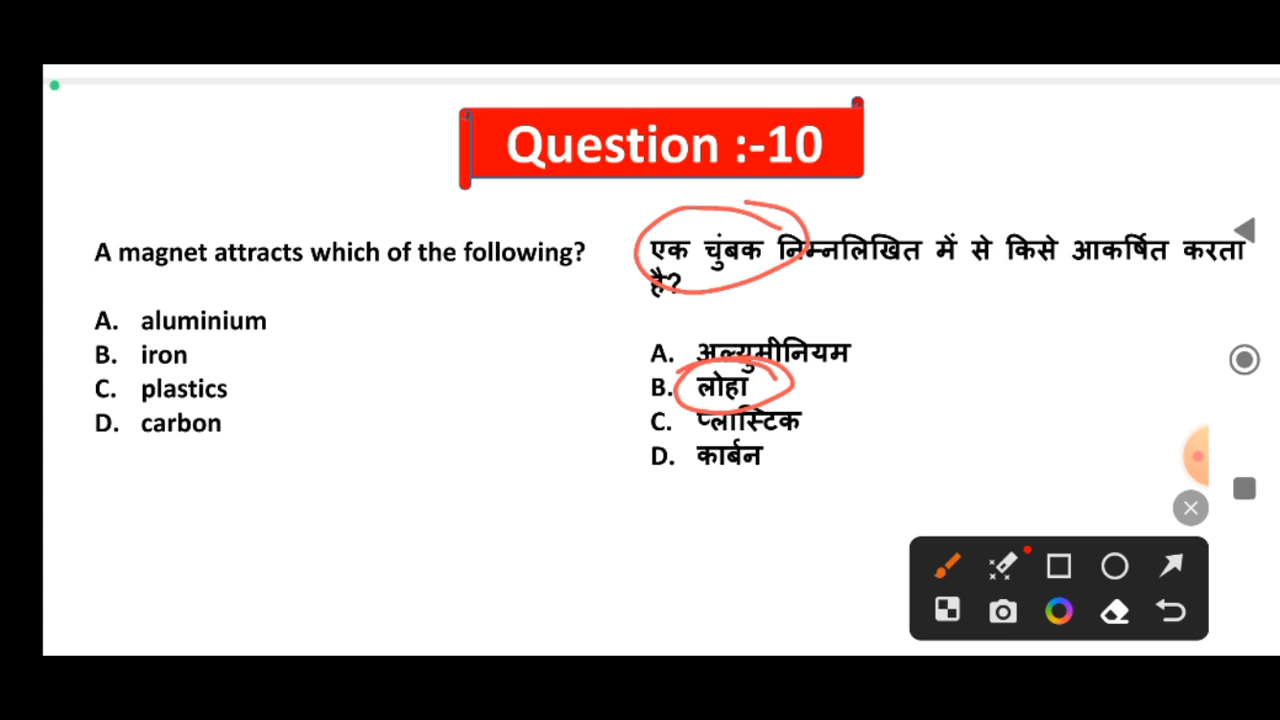 Question :-10
A magnet attracts which of the following?
A. aluminium
B. iron
C. plastics
D. carbon
एक चुंबक निम्नलिखित में से किसे आकर्षित करता
है?
A. अल्युमीनियम
B. लोहा
C. प्लास्टिक
D. कार्बन